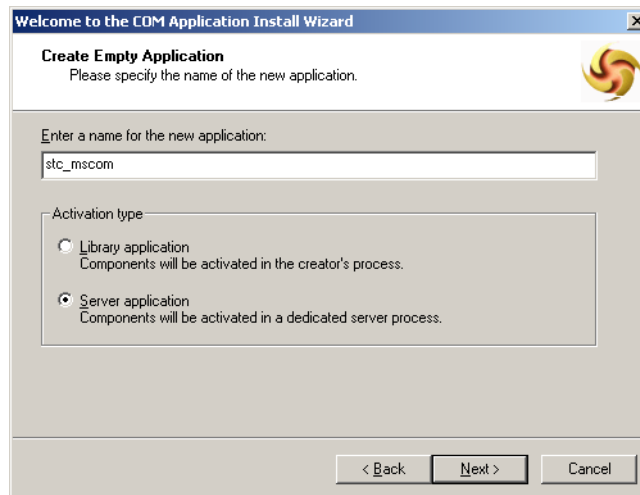 Welcome to the COM Application Install Wizard
Create Empty Application
Please specify the name of the new application.
Enter a name for the new application:
stc_mscom
Activation type
Library application
Components will be activated in the creator's process.
Server application
Components will be activated in a dedicated server process.
< Back Next > Cancel